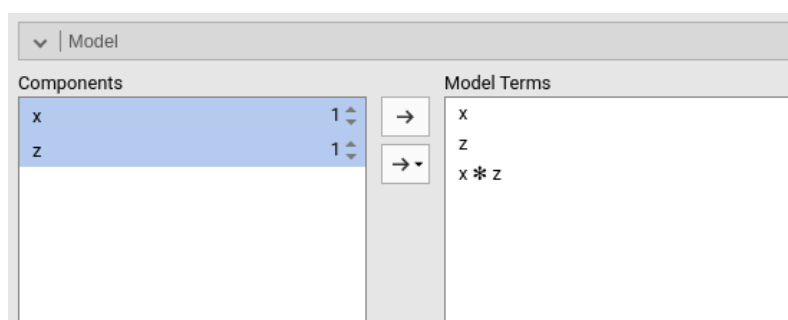 Model
Components
Model Terms
x 1
z 1
x
z
x ✻ z